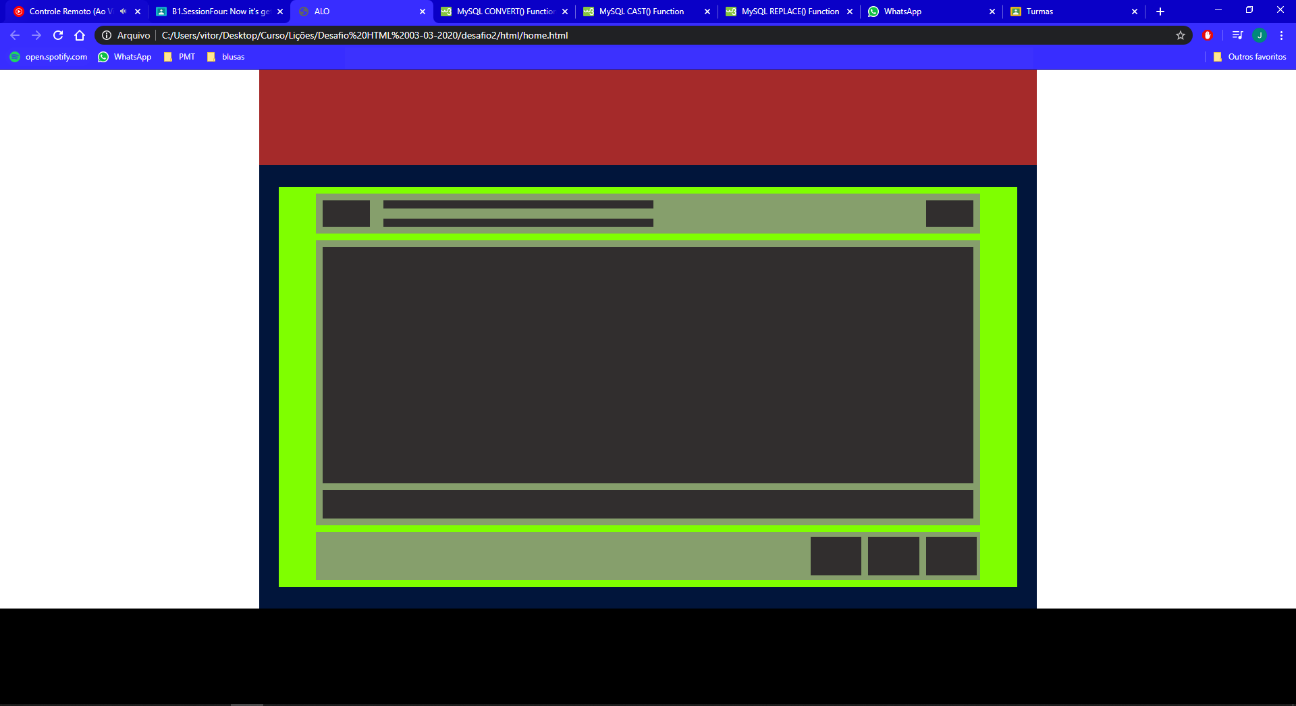 Controle Remoto (Ao V
B1.SessionFour: Now it's ge
ALO
MySQL CONVERT() Function
MySQL CAST() Function
MySQL REPLACE() Function
WhatsApp
Turmas
Arquivo
C:/Users/vitor/Desktop/Curso/Lições/Desafio%20HTML%2003-03-2020/desafio2/html/home.html
J
open.spotify.com
WhatsApp
PMT
blusas
Outros favoritos